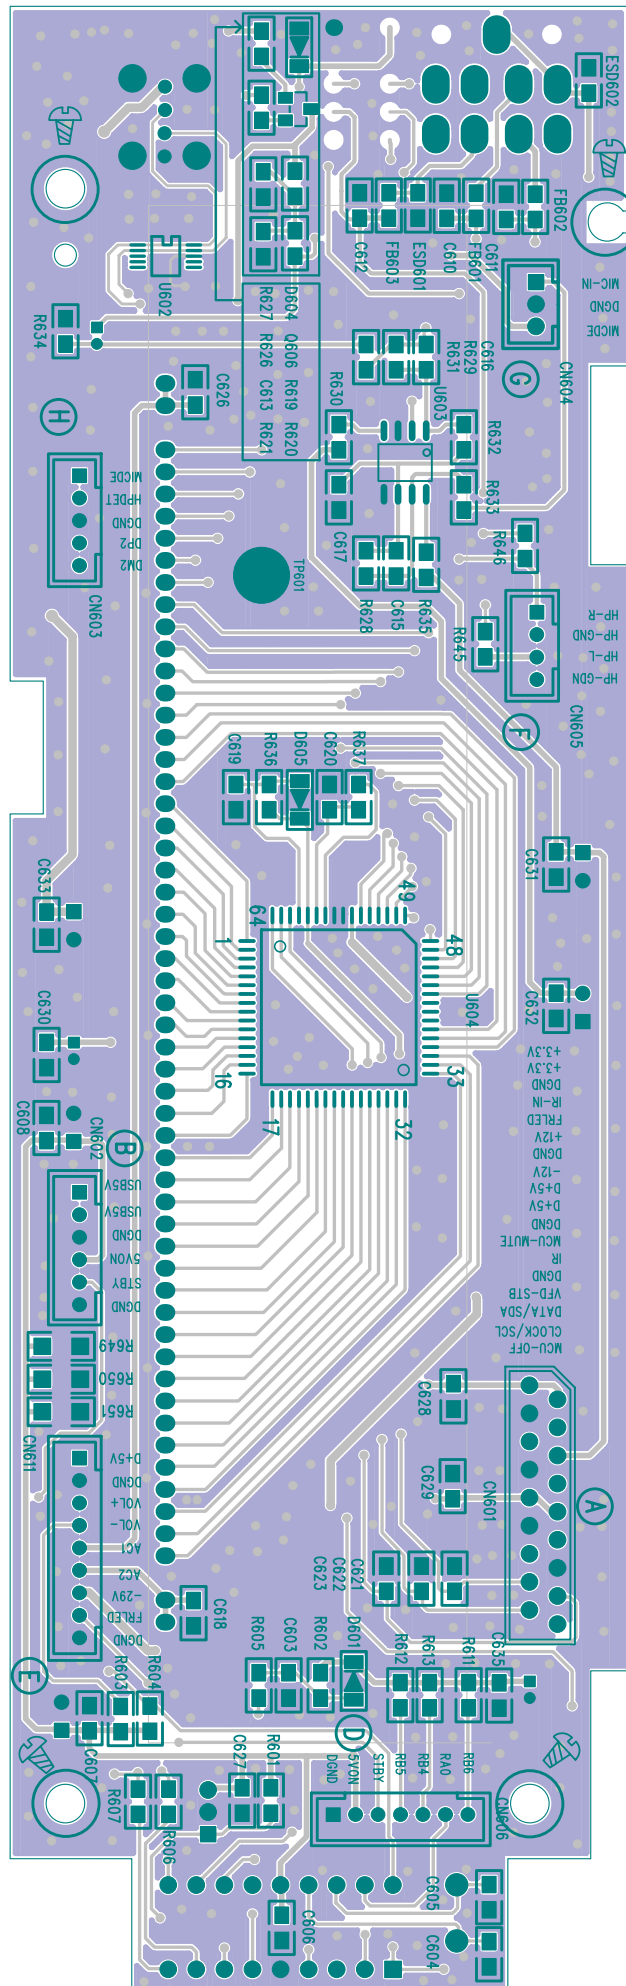 ESD602
C612
FB603
ESD601
C610
FB601
C611
FB602
U602
R627
D604
R634
R626
Q606
C613
R619
R621
R620
C626
MIC-IN
DGND
MICDE
CN604
G
R630
R631
R629
C616
U603
R632
R633
H
MICDE
HPDET
DGND
DP2
DM2
CN603
TP601
C617
R628
C615
R635
R646
R645
HP-R
HP-GND
HP-L
HP-GDN
CN605
F
C619
R636
D605
C620
R637
C631
C633
64
49
1
48
U604
C632
C630
16
33
17
32
C608
CN602
B
+3.3V
+3.3V
DGND
IR-IN
FRLED
+12V
DGND
-12V
D+5V
D+5V
DGND
MCU-MUTE
IR
DGND
VFD-STB
DATA/SDA
CLOCK/SCL
MCU-OFF
USB5V
USB5V
DGND
5VON
STBY
DGND
R649
R650
R651
CN611
C628
C629
CN601
A
D+5V
DGND
VOL+
VOL-
AC1
AC2
-29V
FRLED
DGND
C623
C622
C621
C618
E
R605
C603
R602
D601
R612
R613
R611
C635
R603
R604
C607
D
DGND
5VON
STBY
RB5
RB4
RA0
RB6
CN606
R607
R606
C627
R601
C606
C605
C604